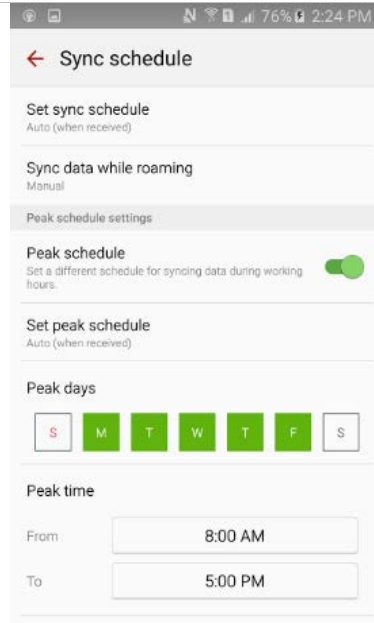 76% 2:24 PM
Sync schedule
Set sync schedule
Auto (when received)
Sync data while roaming
Manual
Peak schedule settings
Peak schedule
Set a different schedule for syncing data during working
hours.
Set peak schedule
Auto (when received)
Peak days
S M T W T F S
Peak time
From 8:00 AM
To 5:00 PM